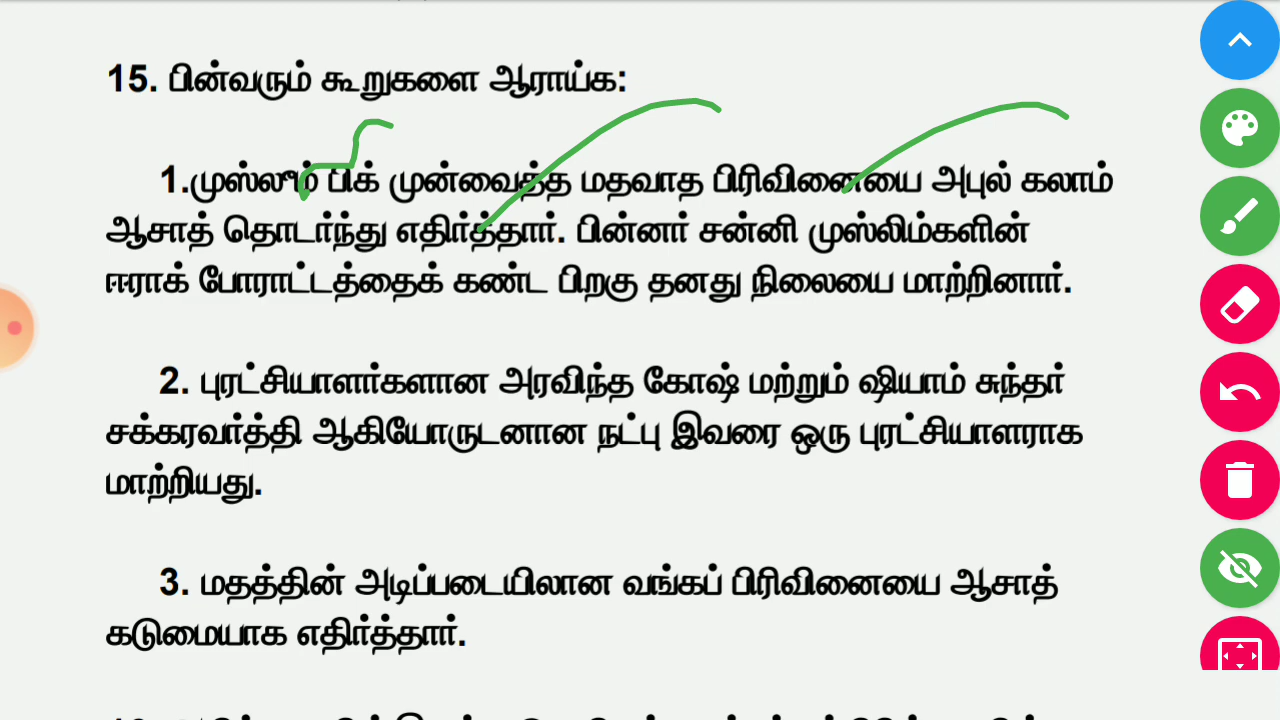 15. பின்வரும் கூறுகளை ஆராய்க:
1.முஸ்லீம் பிக் முன்வைத்த மதவாத பிரிவினையை அபுல் கலாம்
ஆசாத் தொடர்ந்து எதிர்த்தார். பின்னர் சன்னி முஸ்லிம்களின்
ஈராக் போராட்டத்தைக் கண்ட பிறகு தனது நிலையை மாற்றினார்.
2. புரட்சியாளர்களான அரவிந்த கோஷ் மற்றும் ஷியாம் சுந்தர்
சக்கரவர்த்தி ஆகியோருடனான நட்பு இவரை ஒரு புரட்சியாளராக
மாற்றியது.
3. மதத்தின் அடிப்படையிலான வங்கப் பிரிவினையை ஆசாத்
கடுமையாக எதிர்த்தார்.